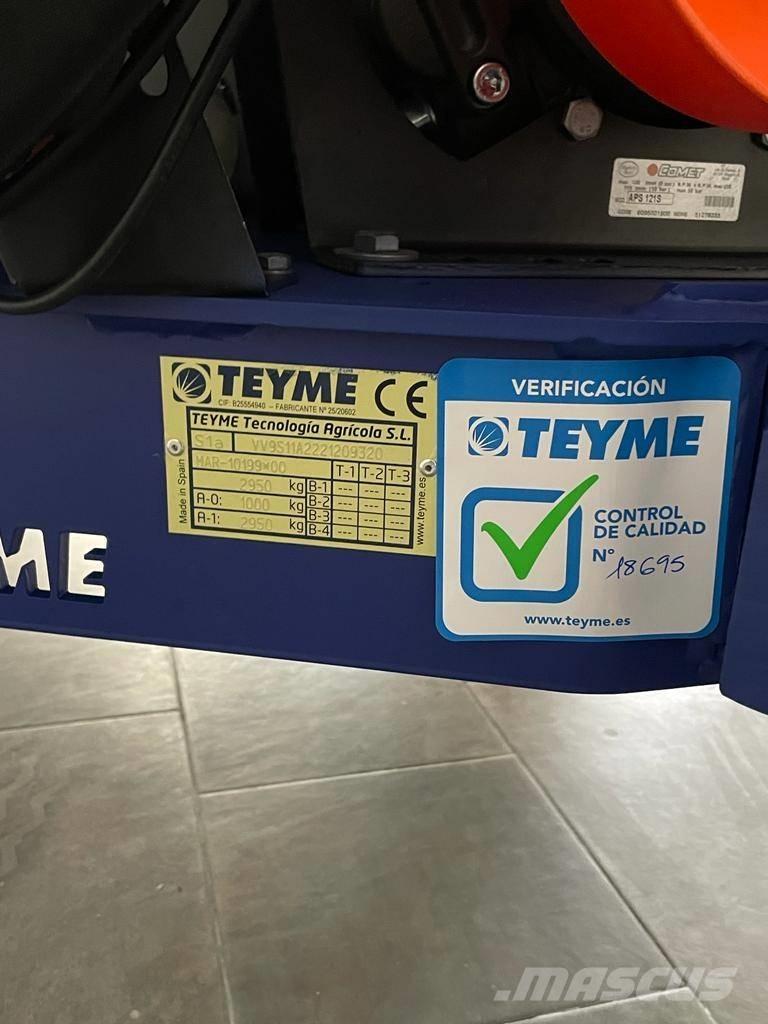 COMET
APS 121S
TEYME CE
CIF: B25554940 – FABRICANTE Nº 25/20602
TEYME Tecnología Agrícola S.L.
S1a VV9S11A2221209320
MAR-10199*00 T-1 T-2 T-3
2950 kg B-1 --- --- ---
A-0: 1000 kg B-2 --- --- ---
A-1: 2950 kg B-3 --- --- ---
B-4 --- --- ---
Made in Spain
www.teyme.es
VERIFICACIÓN
TEYME
CONTROL
DE CALIDAD
Nº 18695
www.teyme.es
ME
MASCUS